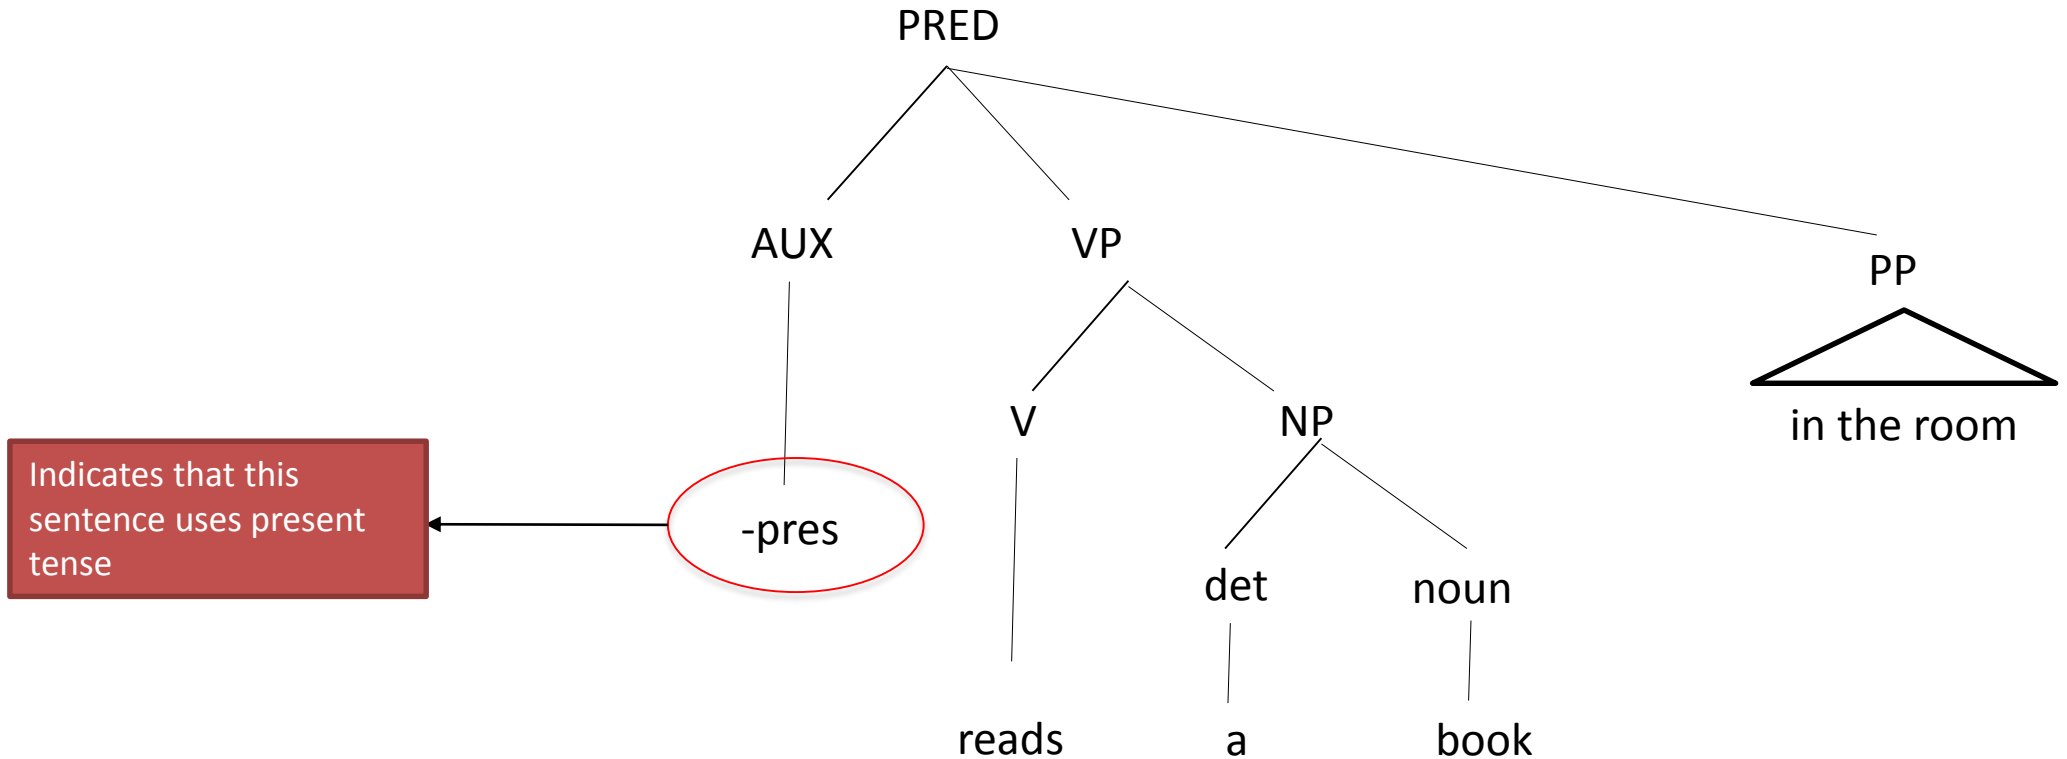 PRED
AUX
VP
PP
V
NP
in the room
Indicates that this
sentence uses present
tense
-pres
det
noun
reads
a
book